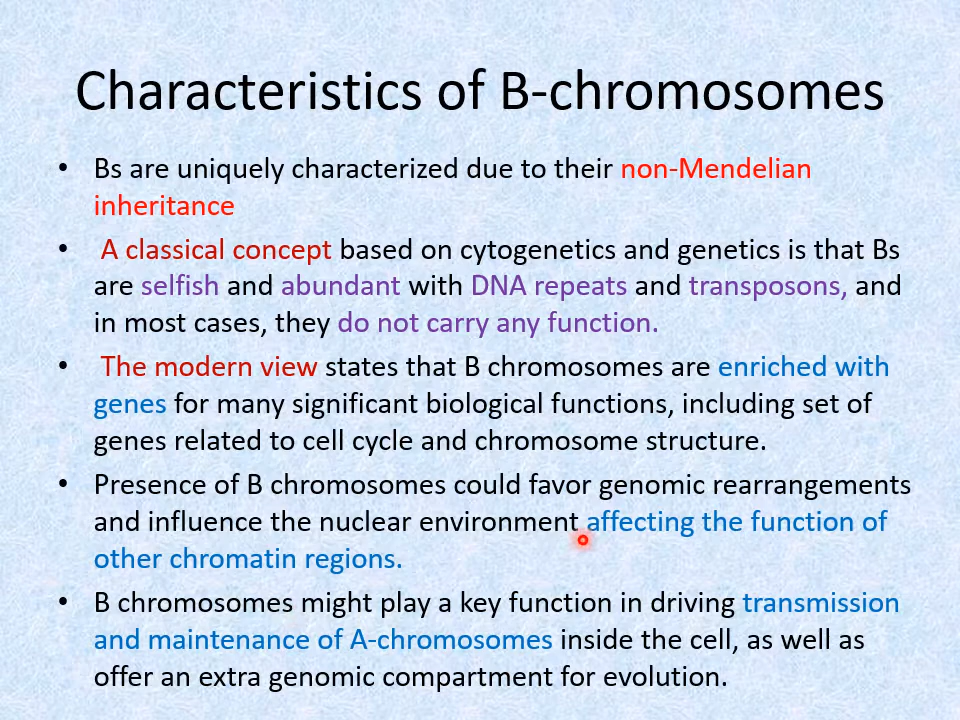 Characteristics of B-chromosomes
• Bs are uniquely characterized due to their non-Mendelian
inheritance
• A classical concept based on cytogenetics and genetics is that Bs
are selfish and abundant with DNA repeats and transposons, and
in most cases, they do not carry any function.
• The modern view states that B chromosomes are enriched with
genes for many significant biological functions, including set of
genes related to cell cycle and chromosome structure.
• Presence of B chromosomes could favor genomic rearrangements
and influence the nuclear environment affecting the function of
other chromatin regions.
• B chromosomes might play a key function in driving transmission
and maintenance of A-chromosomes inside the cell, as well as
offer an extra genomic compartment for evolution.